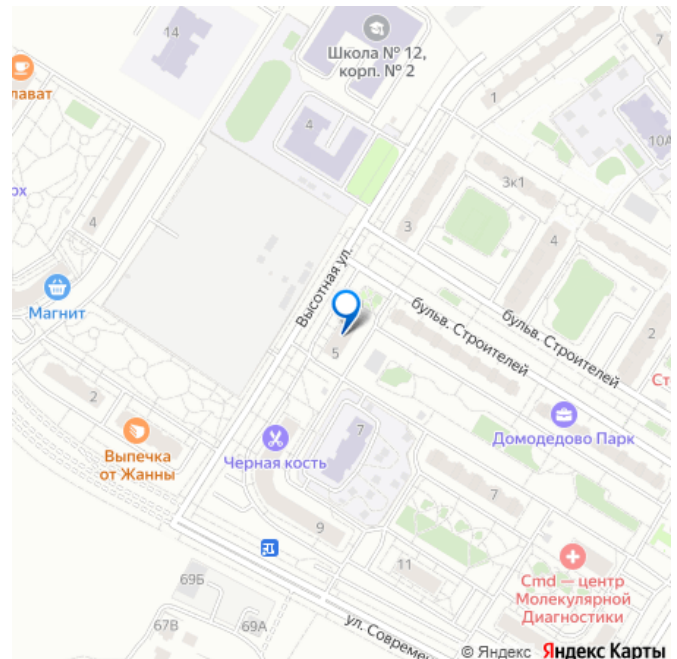 14
Школа № 12,
корп. № 2
7
лават
1
4
10А
3к1
ох
4
3
4
Высотная ул.
Магнит
бульв. Строителей
бульв. Строителей
5
2
Ст
2
7
Домодедово Парк
Выпечка
от Жанны
Черная кость
7
9
11
69Б
Cmd — центр
Молекулярной
Диагностики
67В
69А
ул. Современ
© Яндекс Яндекс Карты